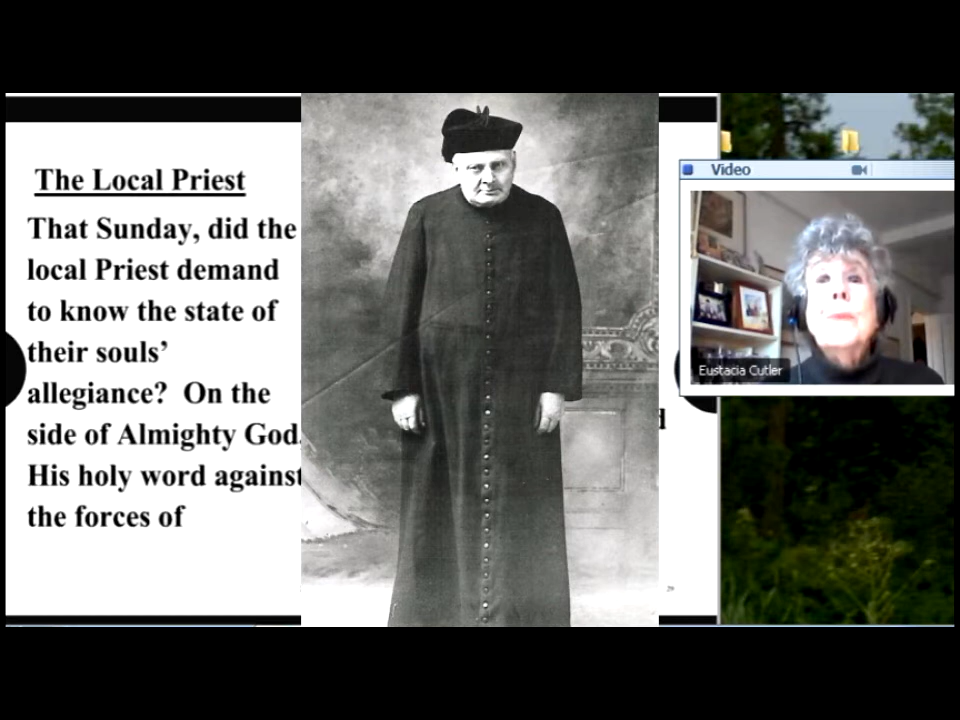 The Local Priest
That Sunday, did the
local Priest demand
to know the state of
their souls’
allegiance?  On the
side of Almighty God
His holy word against
the forces of
29
Video
Eustacia Cutler